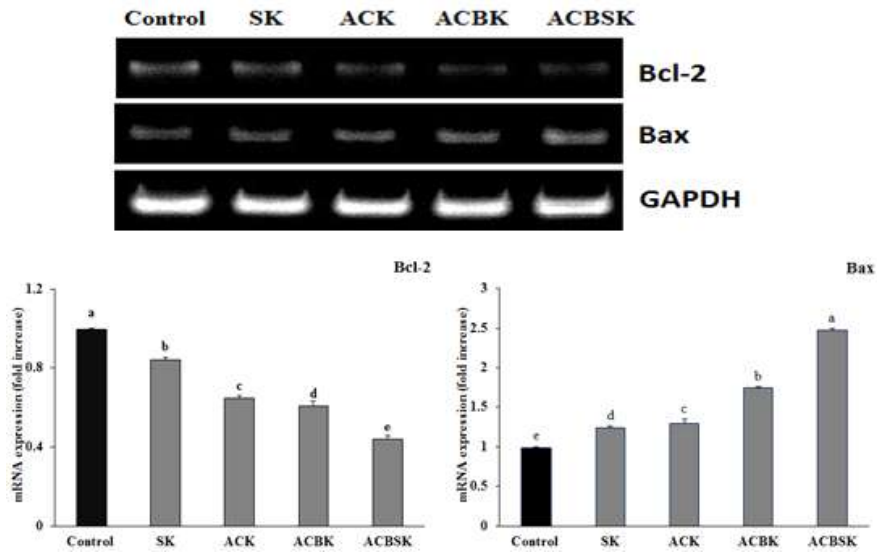 Control SK ACK ACBK ACBSK
Bcl-2
Bax
GAPDH
Bcl-2
mRNA expression (fold increase)
1.2
0.8
0.4
0
a
b
c
d
e
Control SK ACK ACBK ACBSK
Bax
mRNA expression (fold increase)
3
2.5
2
1.5
1
0.5
0
e
d
c
b
a
Control SK ACK ACBK ACBSK